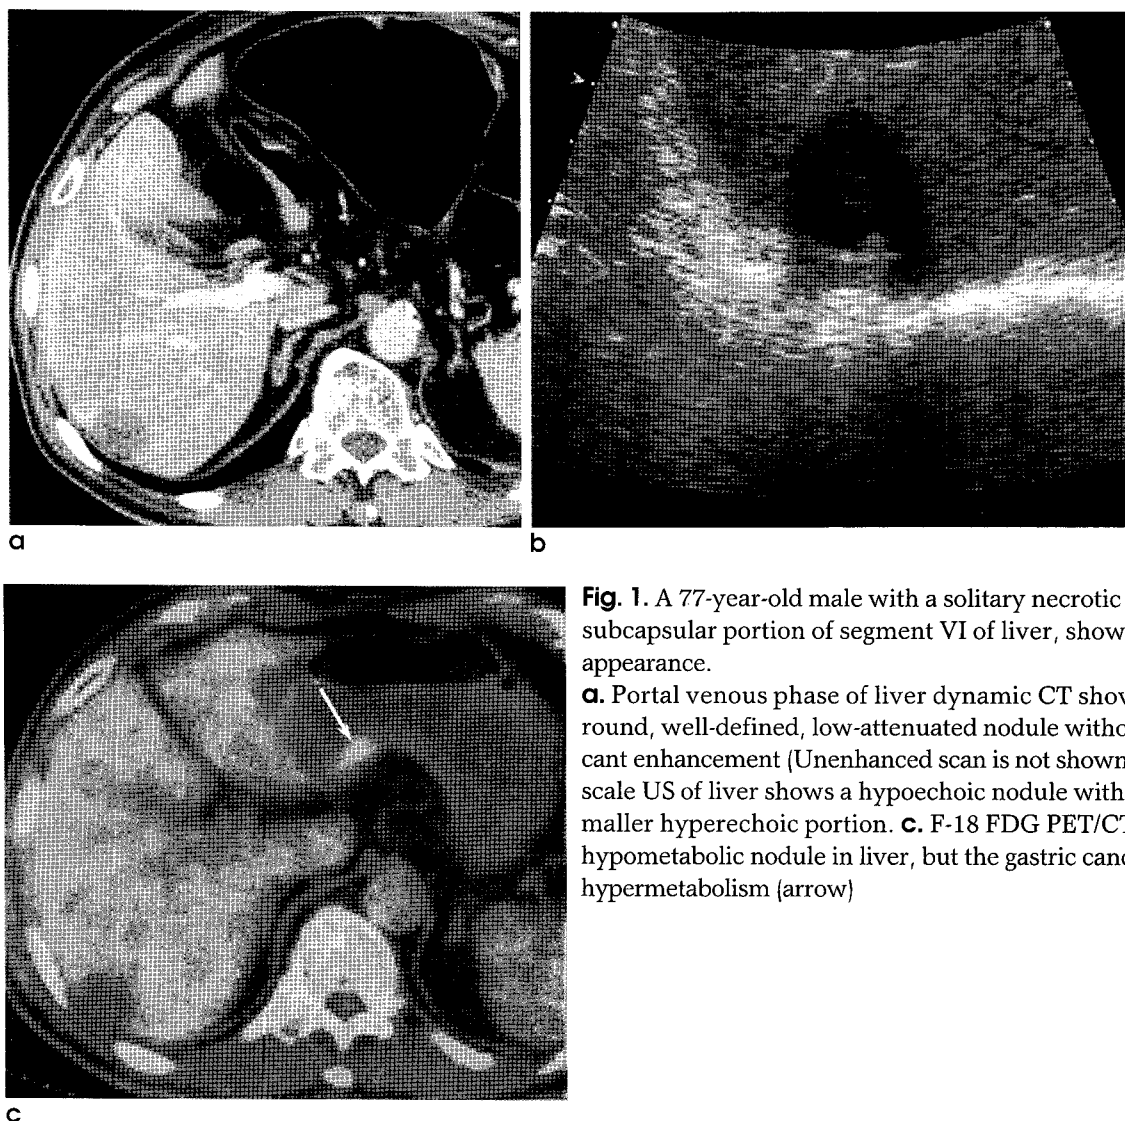 a
b
Fig. 1. A 77-year-old male with a solitary necrotic
subcapsular portion of segment VI of liver, show
appearance.
a. Portal venous phase of liver dynamic CT
round, well-defined, low-attenuated nodule
cant enhancement (Unenhanced scan is not shown
scale US of liver shows a hypoechoic nodule with
maller hyperechoic portion. c. F-18 FDG PET/CT
hypometabolic nodule in liver, but the gastric
hypermetabolism (arrow)
c